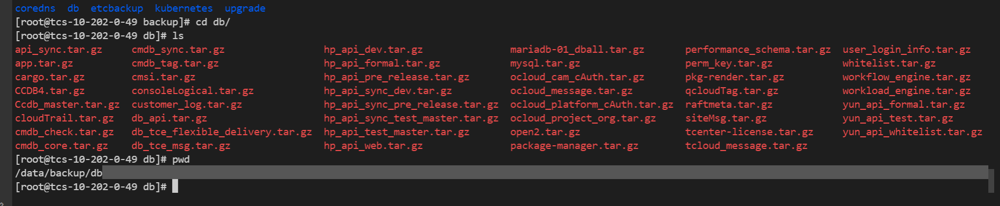 coredns  db  etcbackup  kubernetes  upgrade
[root@tcs-10-202-0-49 backup]# cd db/
[root@tcs-10-202-0-49 db]# ls
api_sync.tar.gz     cmdb_sync.tar.gz                 hp_api_dev.tar.gz               mariadb-01_dball.tar.gz       performance_schema.tar.gz  user_login_info.tar.gz
app.tar.gz          cmdb_tag.tar.gz                  hp_api_formal.tar.gz            mysql.tar.gz                  perm_key.tar.gz            whitelist.tar.gz
cargo.tar.gz        cmsi.tar.gz                      hp_api_pre_release.tar.gz       ocloud_cam_cAuth.tar.gz       pkg-render.tar.gz          workflow_engine.tar.gz
CCDB4.tar.gz        consoleLogical.tar.gz            hp_api_sync_dev.tar.gz          ocloud_message.tar.gz         qcloudTag.tar.gz           workload_engine.tar.gz
Ccdb_master.tar.gz  customer_log.tar.gz              hp_api_sync_pre_release.tar.gz  ocloud_platform_cAuth.tar.gz  raftmeta.tar.gz            yun_api_formal.tar.gz
cloudTrail.tar.gz   db_api.tar.gz                    hp_api_sync_test_master.tar.gz  ocloud_project_org.tar.gz     siteMsg.tar.gz             yun_api_test.tar.gz
cmdb_check.tar.gz   db_tce_flexible_delivery.tar.gz  hp_api_test_master.tar.gz       open2.tar.gz                  tcenter-license.tar.gz     yun_api_whitelist.tar.gz
cmdb_core.tar.gz    db_tce_msg.tar.gz                hp_api_web.tar.gz               package-manager.tar.gz        tcloud_message.tar.gz
[root@tcs-10-202-0-49 db]# pwd
/data/backup/db
[root@tcs-10-202-0-49 db]#